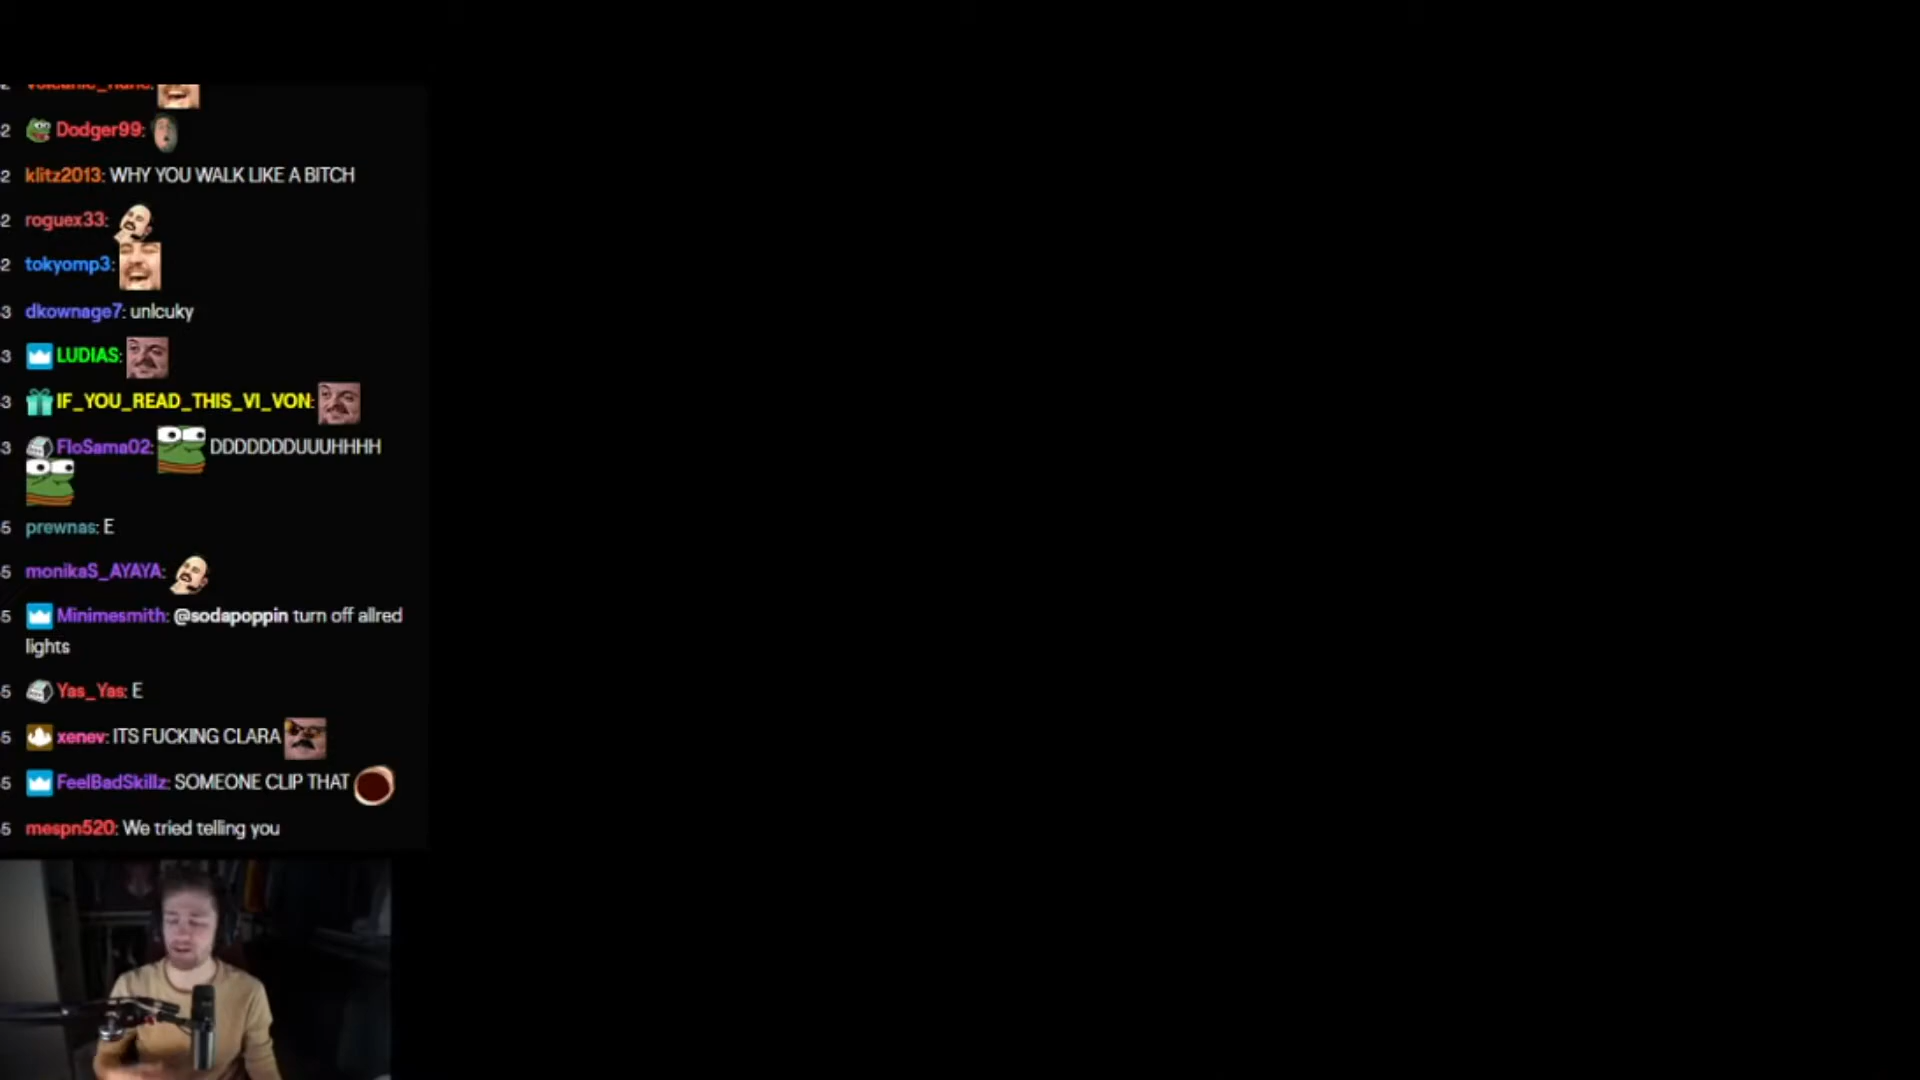 2 Dodger99:
2 klitz2013: WHY YOU WALK LIKE A BITCH
2 roguex33:
2 tokyomp3:
3 dkownage7: unlcuky
3 LUDIAS:
3 IF_YOU_READ_THIS_VI_VON:
3 FloSama02: DDDDDDDUUUHHHH
5 prewnas: E
5 monikaS_AYAYA:
5 Minimesmith: @sodapoppin turn off allred
lights
5 Yas_Yas: E
5 xenev: ITS FUCKING CLARA
5 FeelBadSkillz: SOMEONE CLIP THAT
5 mespn520: We tried telling you